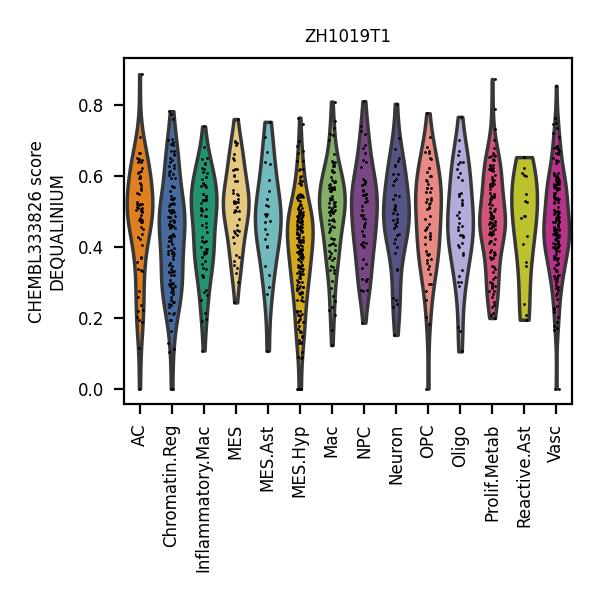 ZH1019T1
CHEMBL333826 score
DEQUALINIUM
0.8
0.6
0.4
0.2
0.0
AC
Chromatin.Reg
Inflammatory.Mac
MES
MES.Ast
MES.Hyp
Mac
NPC
Neuron
OPC
Oligo
Prolif.Metab
Reactive.Ast
Vasc